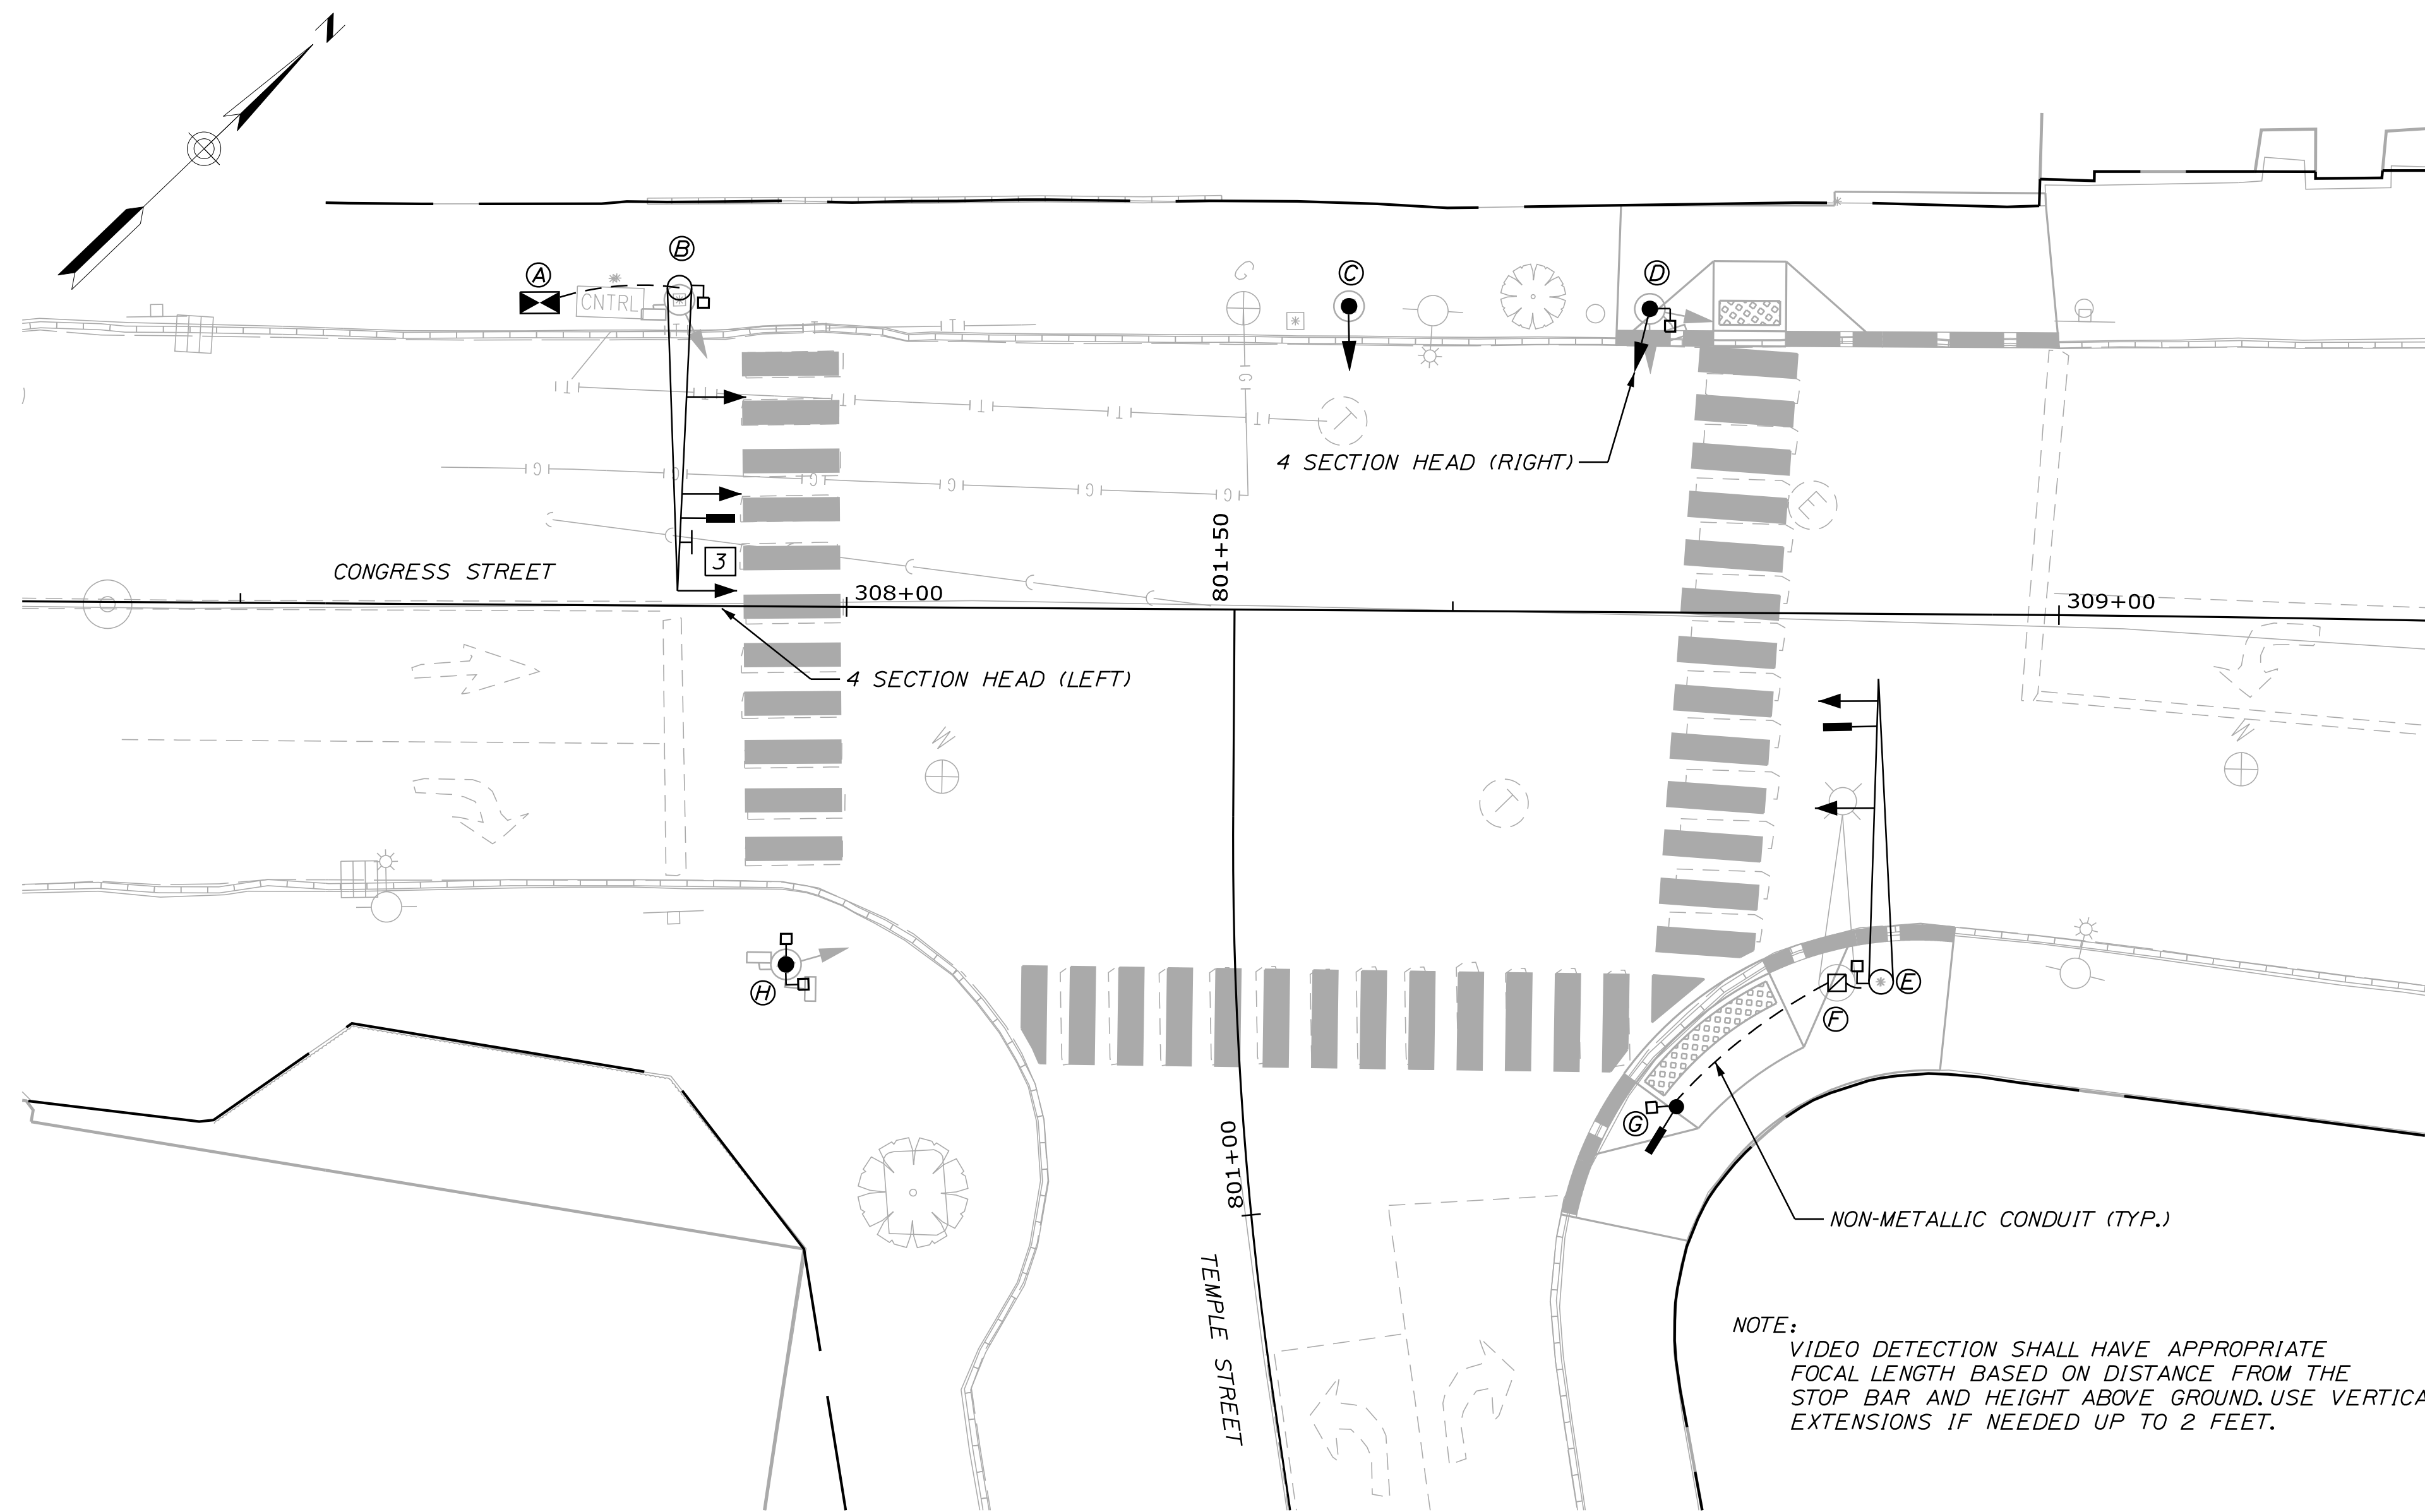 N
A
B
CNTRL
C
D
4 SECTION HEAD (RIGHT)
E
3
CONGRESS STREET
801+50
308+00
309+00
4 SECTION HEAD (LEFT)
W
W
H
E
F
G
801+00
NON-METALLIC CONDUIT (TYP.)
TEMPLE STREET
NOTE:
VIDEO DETECTION SHALL HAVE APPROPRIATE
FOCAL LENGTH BASED ON DISTANCE FROM THE
STOP BAR AND HEIGHT ABOVE GROUND. USE VERTICA
EXTENSIONS IF NEEDED UP TO 2 FEET.